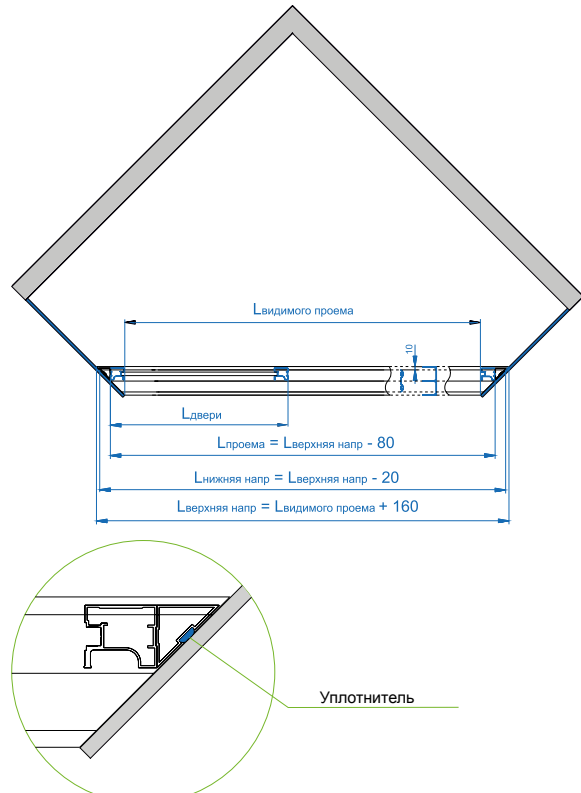 Lвидимого проема
10
Lдвери
Lпроема = Lверхняя напр - 80
Lнижняя напр = Lверхняя напр - 20
Lверхняя напр = Lвидимого проема + 160
Уплотнитель